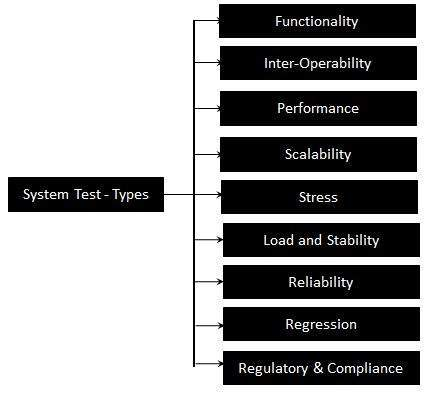 Functionality
Inter-Operability
Performance
Scalability
System Test - Types
Stress
Load and Stability
Reliability
Regression
Regulatory & Compliance